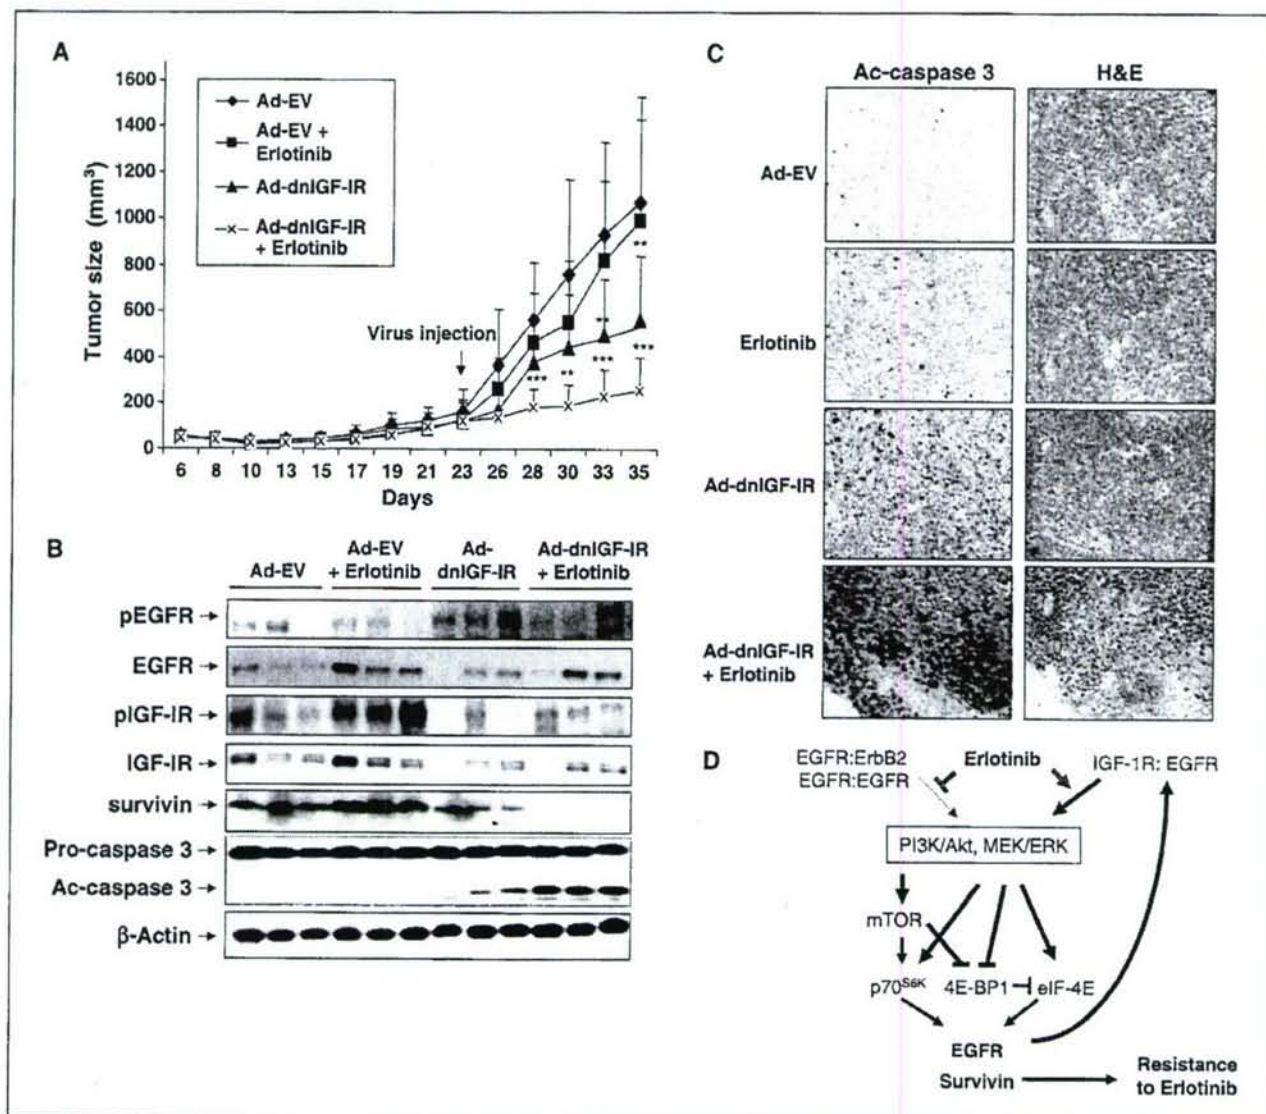 A
1600
1400
1200
1000
800
600
400
200
0
Tumor size (mm³)
Ad-EV
Ad-EV +
Erlotinib
Ad-dnIGF-IR
Ad-dnIGF-IR
+ Erlotinib
Virus injection
**
**
***
**
***
***
6 8 10 13 15 17 19 21 23 26 28 30 33 35
Days
B
Ad-EV
Ad-EV
+ Erlotinib
Ad-
dnIGF-IR
Ad-dnIGF-IR
+ Erlotinib
pEGFR
EGFR
pIGF-IR
IGF-IR
survivin
Pro-caspase 3
Ac-caspase 3
β-Actin
C
Ac-caspase 3 H&E
Ad-EV
Erlotinib
Ad-dnIGF-IR
Ad-dnIGF-IR
+ Erlotinib
D
EGFR:ErbB2
EGFR:EGFR
Erlotinib
IGF-1R: EGFR
PI3K/Akt, MEK/ERK
mTOR
p70S6K 4E-BP1 eIF-4E
EGFR
Survivin
Resistance
to Erlotinib